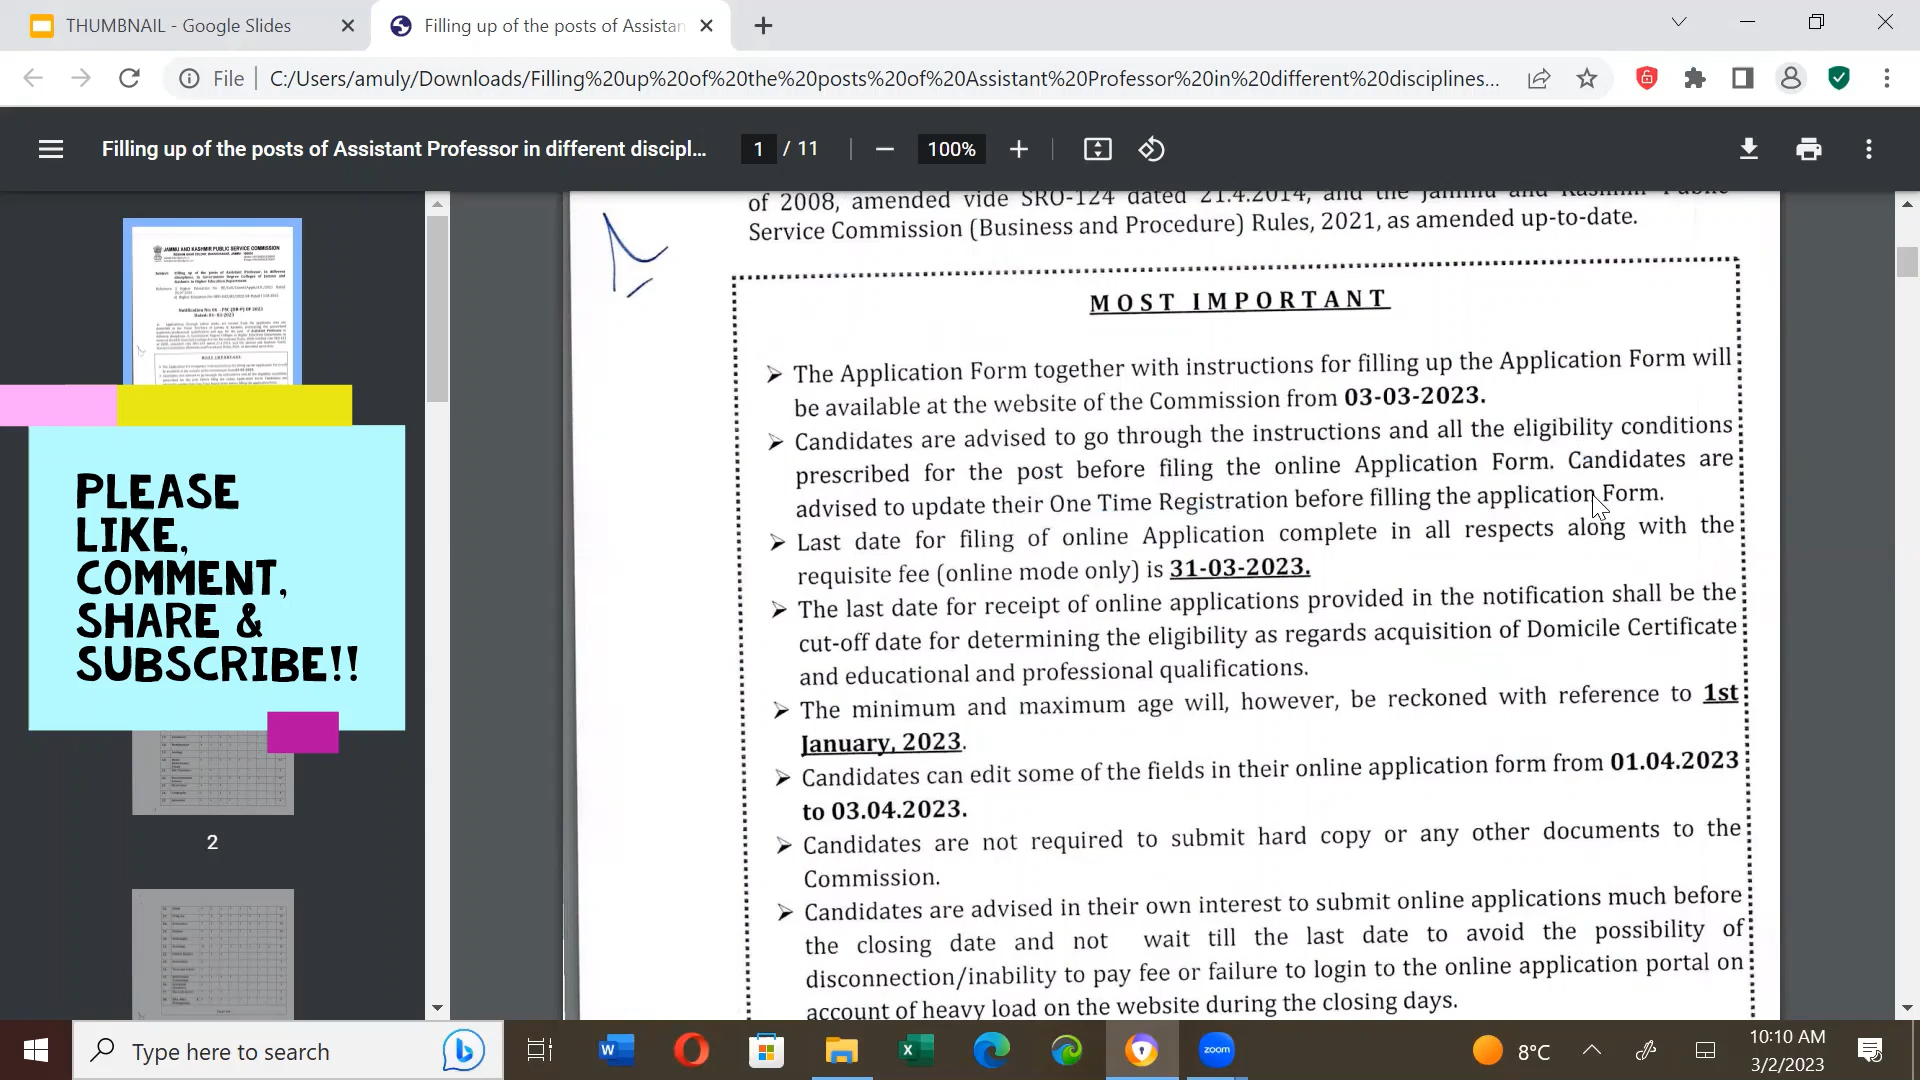 THUMBNAIL - Google Slides
Filling up of the posts of Assistan
File
C:/Users/amuly/Downloads/Filling%20up%20of%20the%20posts%20of%20Assistant%20Professor%20in%20different%20disciplines...
Filling up of the posts of Assistant Professor in different discipl...
1 / 11
100%
JAMMU AND KASHMIR PUBLIC SERVICE COMMISSION
of 2008, amended vide SRO-124 dated 21.4.2014, and the Jammu and Kashmir Public
Service Commission (Business and Procedure) Rules, 2021, as amended up-to-date.
MOST IMPORTANT
➢ The Application Form together with instructions for filling up the Application Form will
be available at the website of the Commission from 03-03-2023.
➢ Candidates are advised to go through the instructions and all the eligibility conditions
prescribed for the post before filing the online Application Form. Candidates are
advised to update their One Time Registration before filling the application Form.
➢ Last date for filing of online Application complete in all respects along with the
requisite fee (online mode only) is 31-03-2023.
➢ The last date for receipt of online applications provided in the notification shall be the
cut-off date for determining the eligibility as regards acquisition of Domicile Certificate
and educational and professional qualifications.
➢ The minimum and maximum age will, however, be reckoned with reference to 1st
January, 2023.
➢ Candidates can edit some of the fields in their online application form from 01.04.2023
to 03.04.2023.
➢ Candidates are not required to submit hard copy or any other documents to the
Commission.
➢ Candidates are advised in their own interest to submit online applications much before
the closing date and not wait till the last date to avoid the possibility of
disconnection/inability to pay fee or failure to login to the online application portal on
account of heavy load on the website during the closing days.
PLEASE
LIKE,
COMMENT,
SHARE &
SUBSCRIBE!!
2
Type here to search
zoom
8°C
10:10 AM
3/2/2023